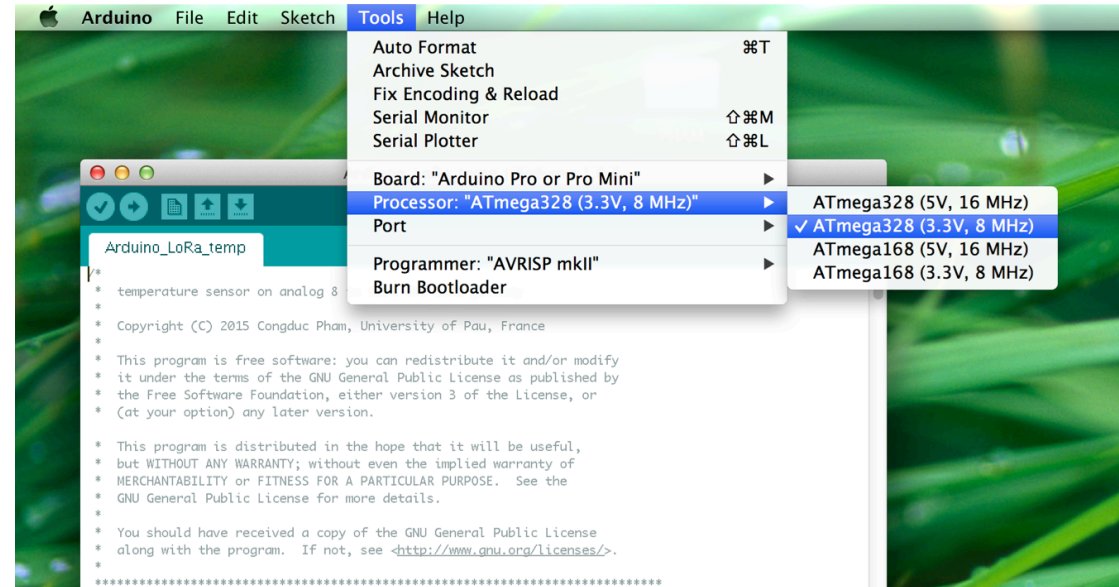 Arduino File Edit Sketch Tools Help
Auto Format ⌘T
Archive Sketch
Fix Encoding & Reload
Serial Monitor ⇧⌘M
Serial Plotter ⇧⌘L
Board: "Arduino Pro or Pro Mini"
Processor: "ATmega328 (3.3V, 8 MHz)"
Port
Programmer: "AVRISP mkII"
Burn Bootloader
ATmega328 (5V, 16 MHz)
✓ ATmega328 (3.3V, 8 MHz)
ATmega168 (5V, 16 MHz)
ATmega168 (3.3V, 8 MHz)
Arduino_LoRa_temp
/*
* temperature sensor on analog 8
*
* Copyright (C) 2015 Congduc Pham, University of Pau, France
*
* This program is free software: you can redistribute it and/or modify
* it under the terms of the GNU General Public License as published by
* the Free Software Foundation, either version 3 of the License, or
* (at your option) any later version.
* This program is distributed in the hope that it will be useful,
* but WITHOUT ANY WARRANTY; without even the implied warranty of
* MERCHANTABILITY or FITNESS FOR A PARTICULAR PURPOSE. See the
* GNU General Public License for more details.
*
* You should have received a copy of the GNU General Public License
* along with the program. If not, see <http://www.gnu.org/licenses/>.
*
******************************************************************************